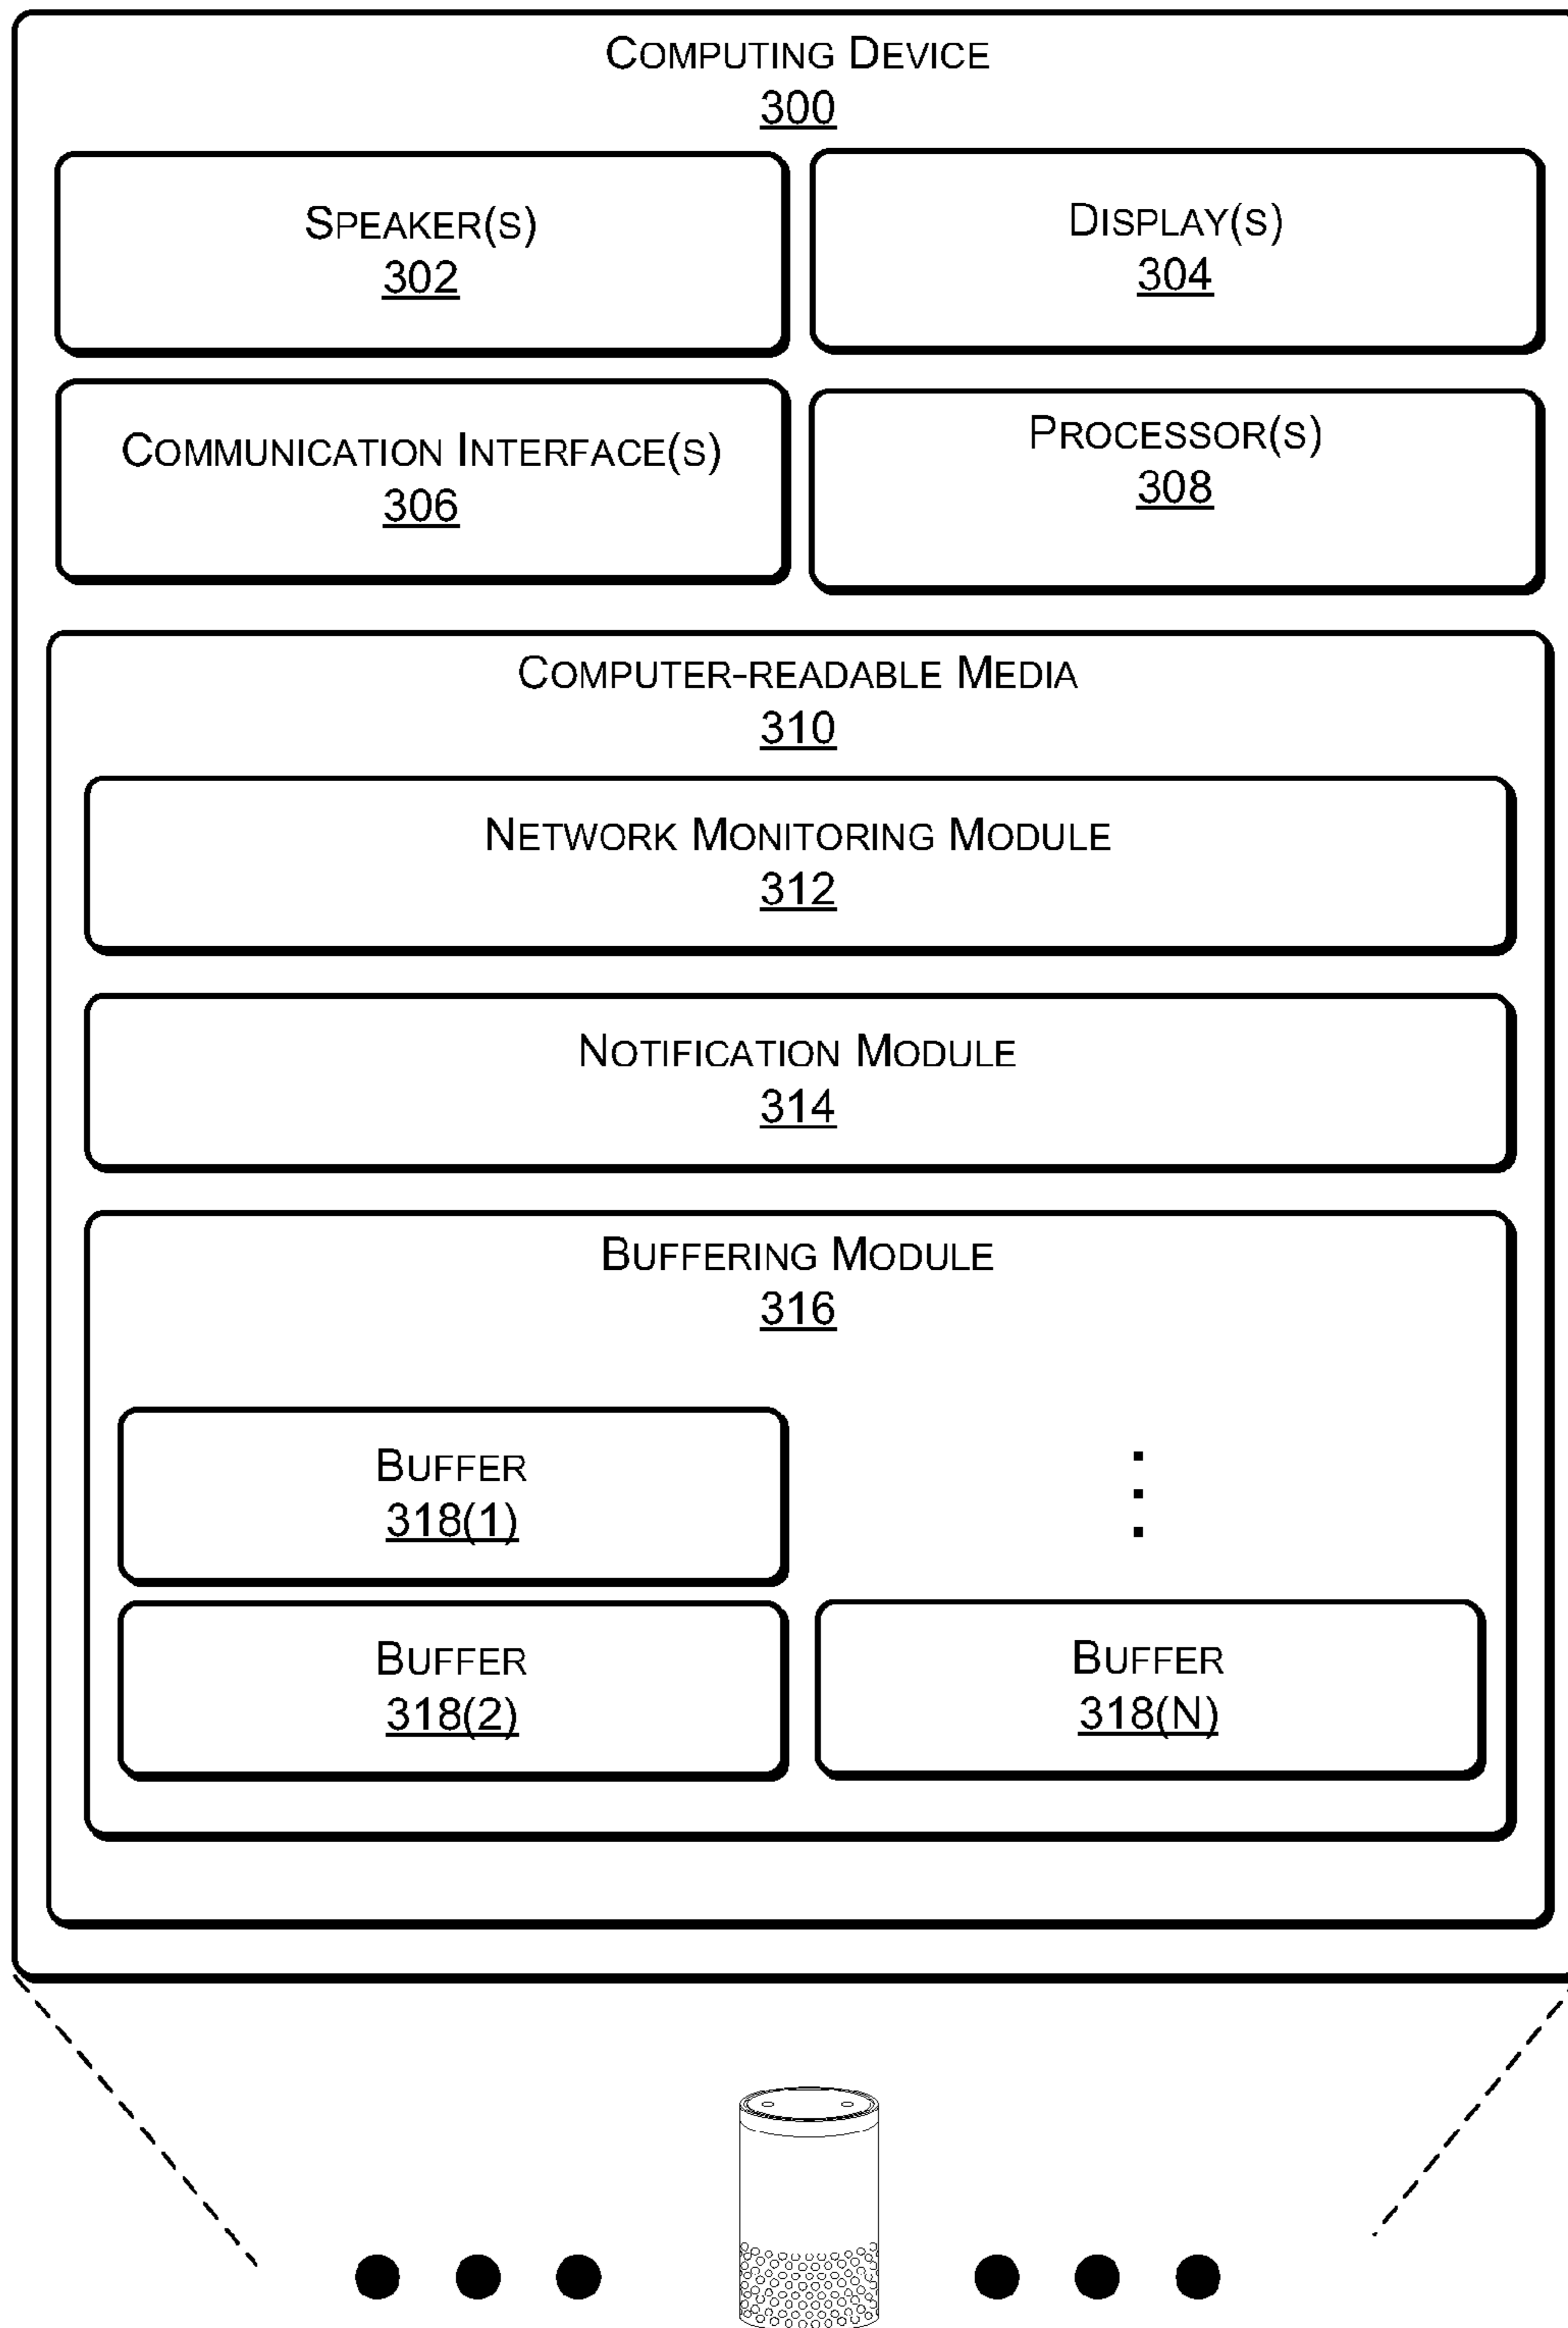 COMPUTING DEVICE
300
SPEAKER(S)
302
DISPLAY(S)
304
COMMUNICATION INTERFACE(S)
306
PROCESSOR(S)
308
COMPUTER-READABLE MEDIA
310
NETWORK MONITORING MODULE
312
NOTIFICATION MODULE
314
BUFFERING MODULE
316
BUFFER
318(1)
BUFFER
318(2)
BUFFER
318(N)